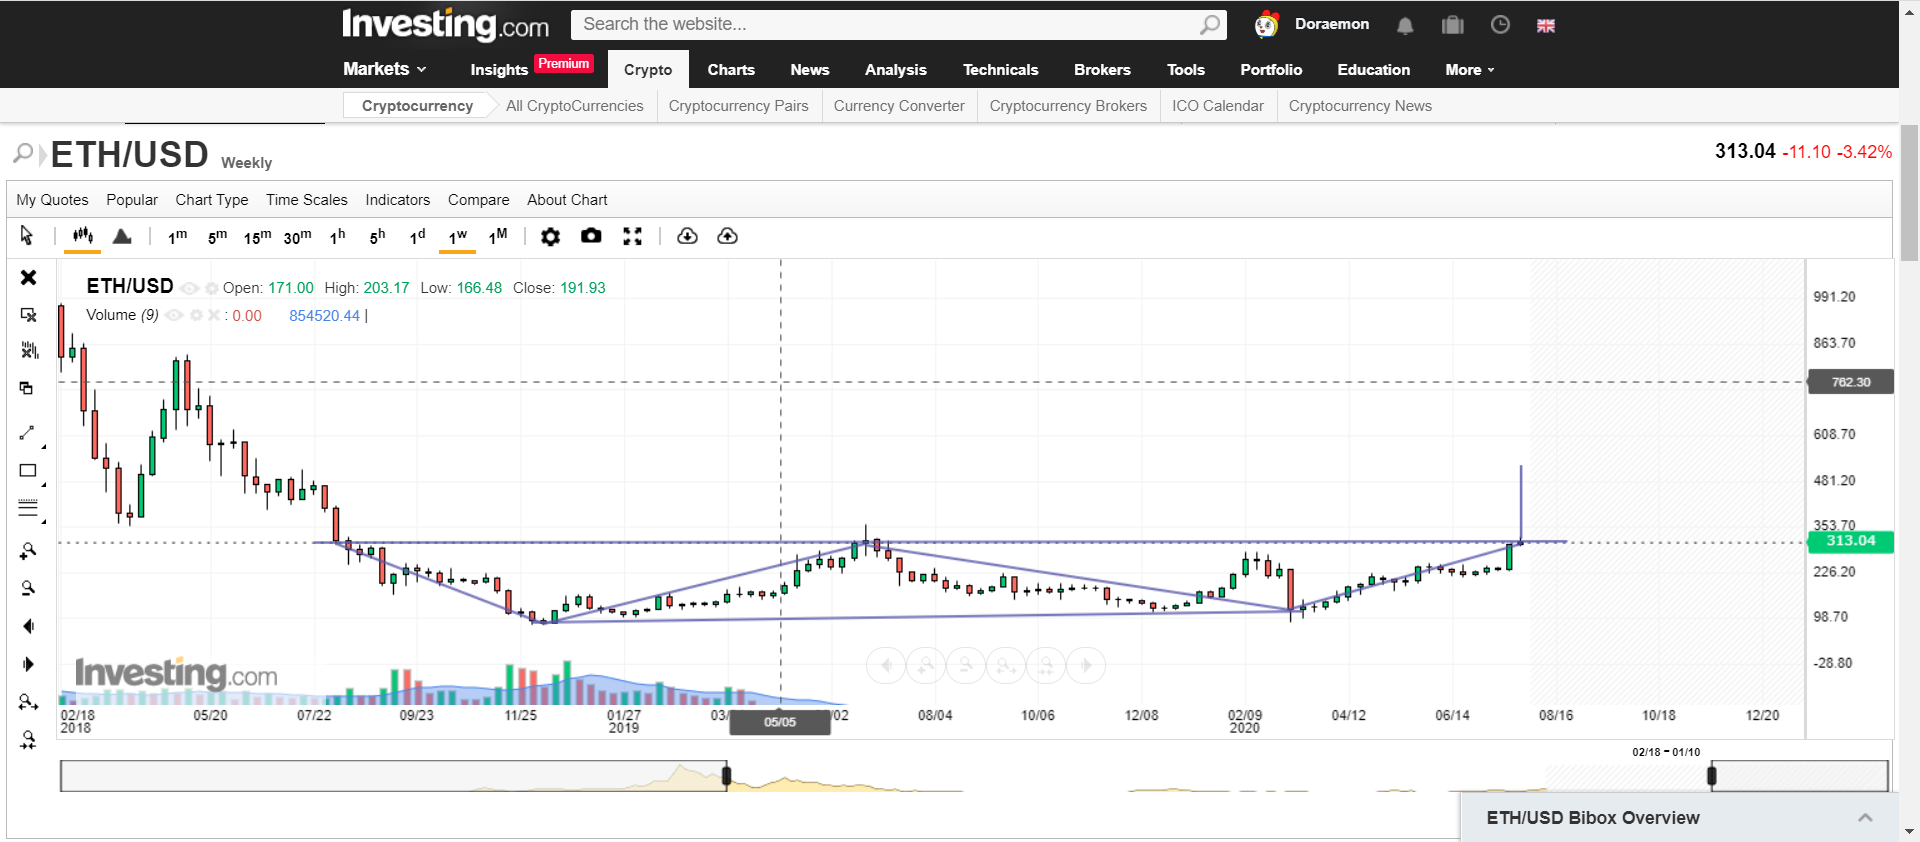 Investing.com
Search the website...
Doraemon
Markets Insights Premium Crypto Charts News Analysis Technicals Brokers Tools Portfolio Education More
Cryptocurrency All CryptoCurrencies Cryptocurrency Pairs Currency Converter Cryptocurrency Brokers ICO Calendar Cryptocurrency News
ETH/USD Weekly
313.04 -11.10 -3.42%
My Quotes Popular Chart Type Time Scales Indicators Compare About Chart
1m 5m 15m 30m 1h 5h 1d 1w 1M
ETH/USD Open: 171.00 High: 203.17 Low: 166.48 Close: 191.93
Volume (9) : 0.00 854520.44 |
991.20
863.70
762.30
608.70
481.20
353.70
313.04
226.20
98.70
-28.80
Investing.com
02/18 05/20 07/22 09/23 11/25 01/27 03/ 05/05 /02 08/04 10/06 12/08 02/09 04/12 06/14 08/16 10/18 12/20
2018 2019 2020
02/18 - 01/10
ETH/USD Bibox Overview